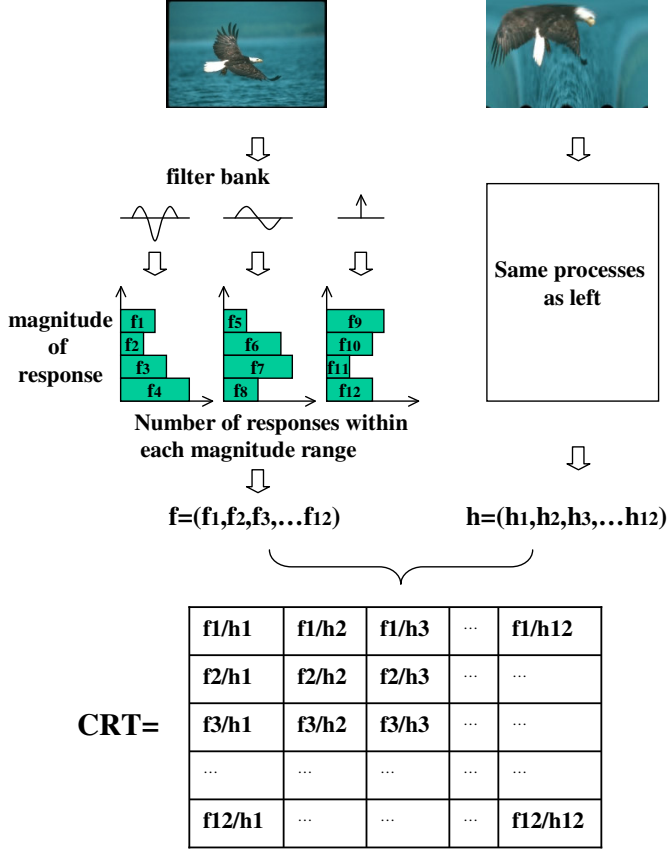 filter bank
f1
f2
f3
f4
f5
f6
f7
f8
f9
f10
f11
f12
magnitude
of
response
Number of responses within
each magnitude range
Same processes
as left
f=(f1,f2,f3,…f12)
h=(h1,h2,h3,…h12)
CRT=
f1/h1 f1/h2 f1/h3 … f1/h12
f2/h1 f2/h2 f2/h3 … …
f3/h1 f3/h2 f3/h3 … …
… … … … …
f12/h1 … … … f12/h12